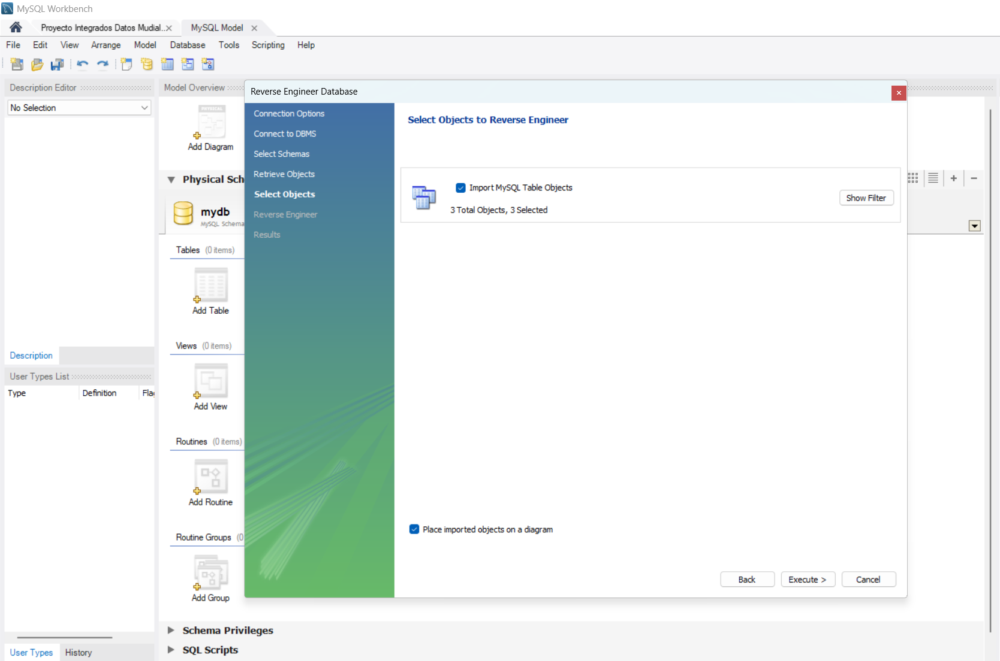 MySQL Workbench
Proyecto Integrados Datos Mudial..
MySQL Model
File Edit View Arrange Model Database Tools Scripting Help
Description Editor
No Selection
Description
User Types List
Type Definition
User Types History
Model Overview
PHYSICAL
Add Diagram
Physical Sch
mydb
MySQL Schema
Tables (0 items)
Add Table
Views (0 items)
Add View
Routines (0 items)
Add Routine
Routine Groups (0
Add Group
Schema Privileges
SQL Scripts
Reverse Engineer Database
Connection Options
Connect to DBMS
Select Schemas
Retrieve Objects
Select Objects
Reverse Engineer
Results
Select Objects to Reverse Engineer
Import MySQL Table Objects
3 Total Objects, 3 Selected
Show Filter
Place imported objects on a diagram
Back Execute > Cancel